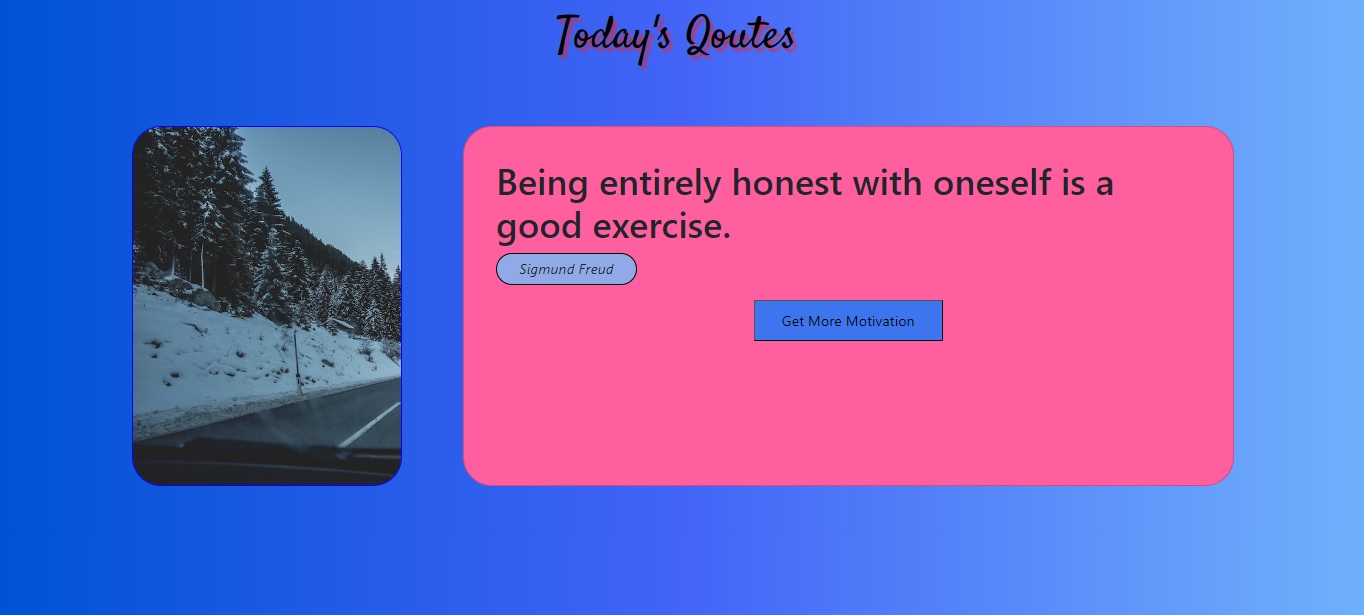 Today's Qoutes
Being entirely honest with oneself is a
good exercise.
Sigmund Freud
Get More Motivation